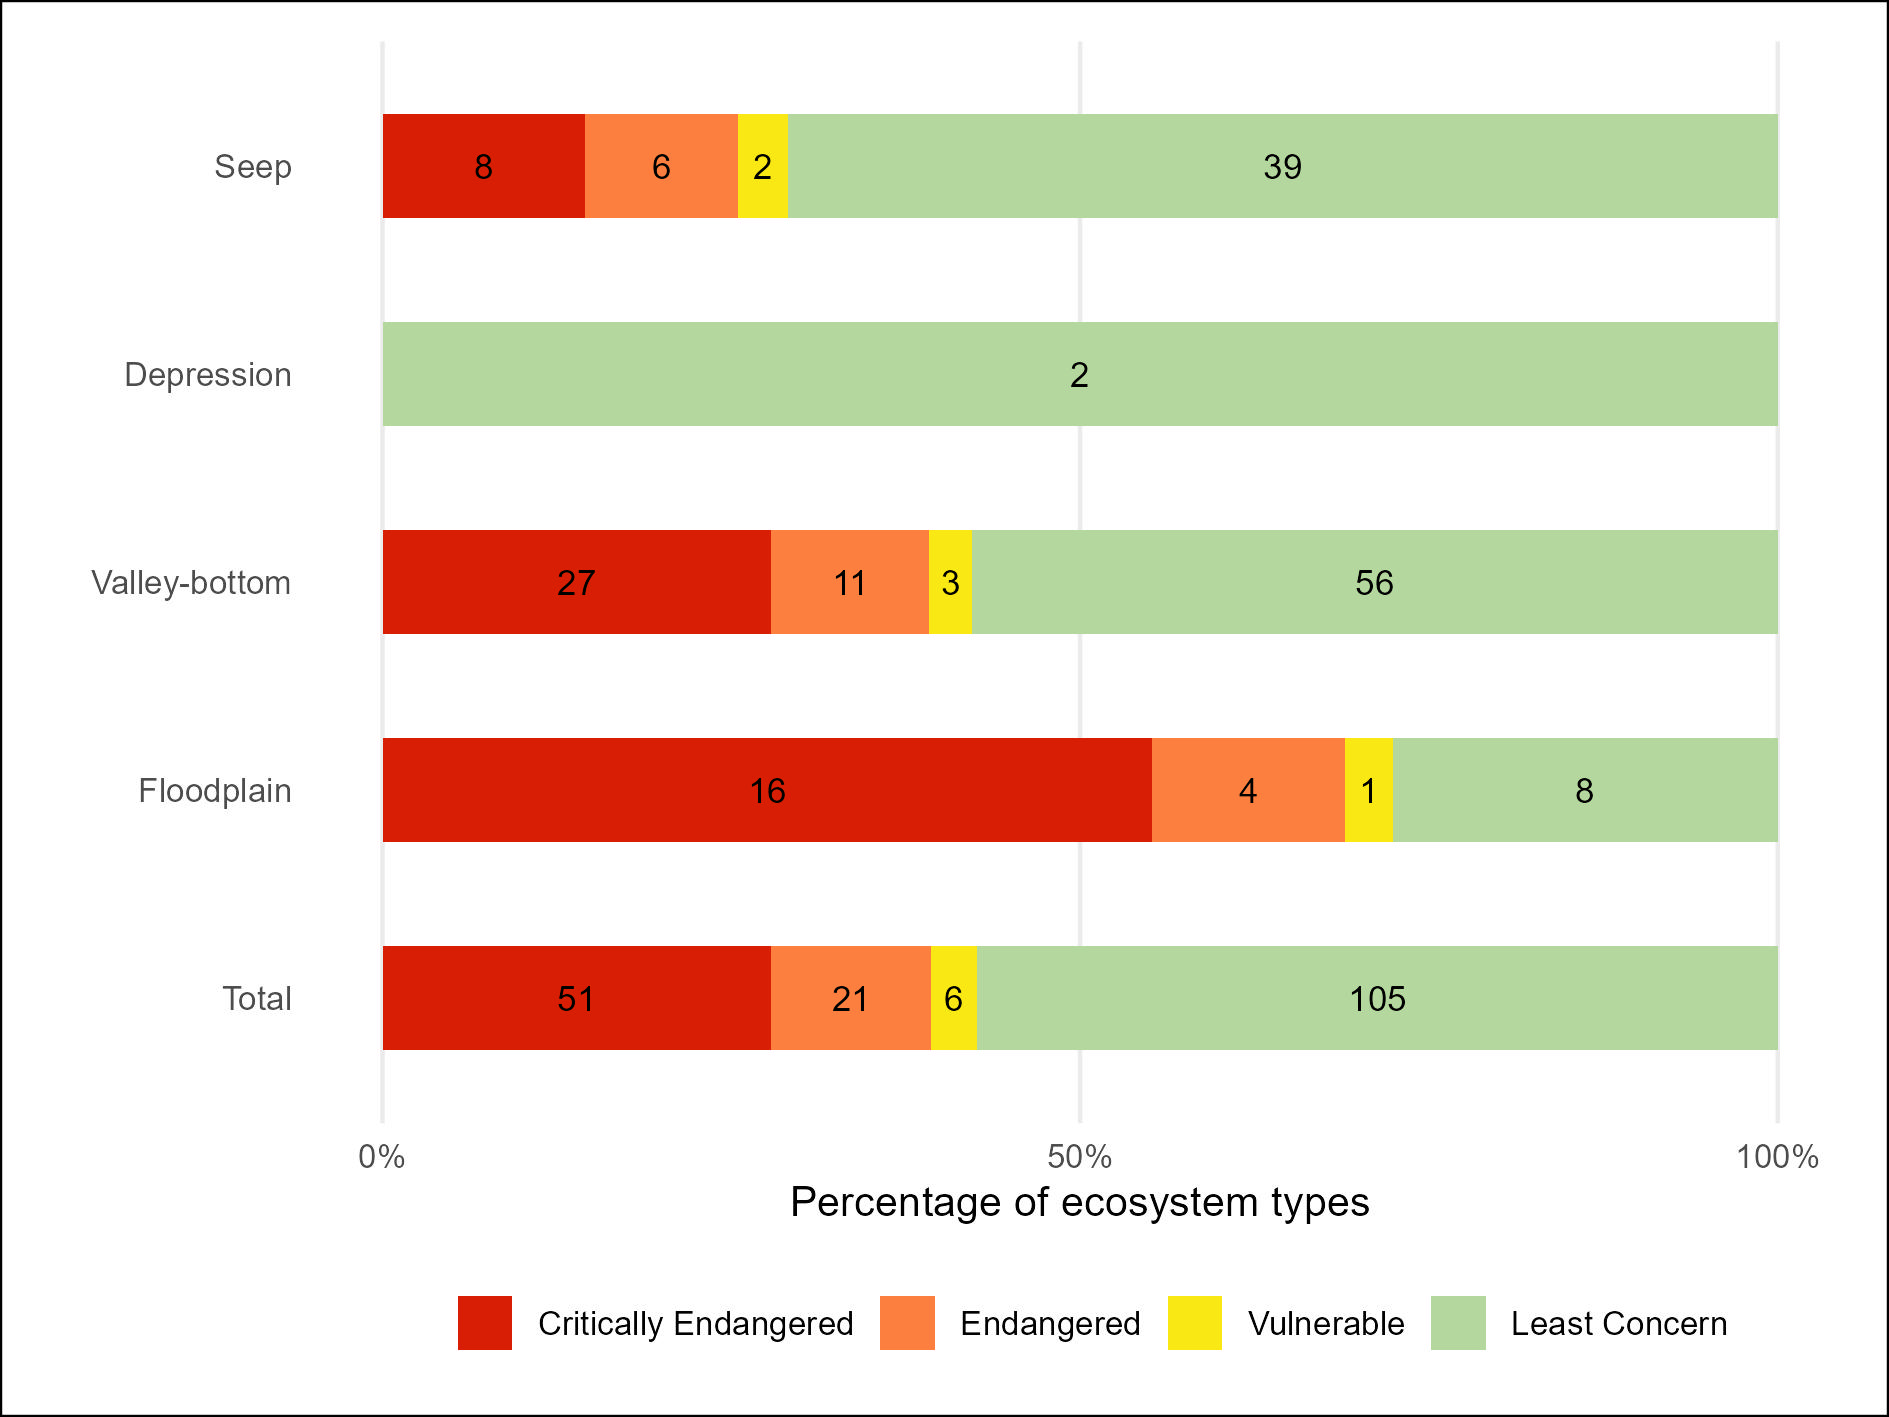 Seep 8 6 2 39
Depression 2
Valley-bottom 27 11 3 56
Floodplain 16 4 1 8
Total 51 21 6 105
0% 50% 100%
Percentage of ecosystem types
Critically Endangered Endangered Vulnerable Least Concern